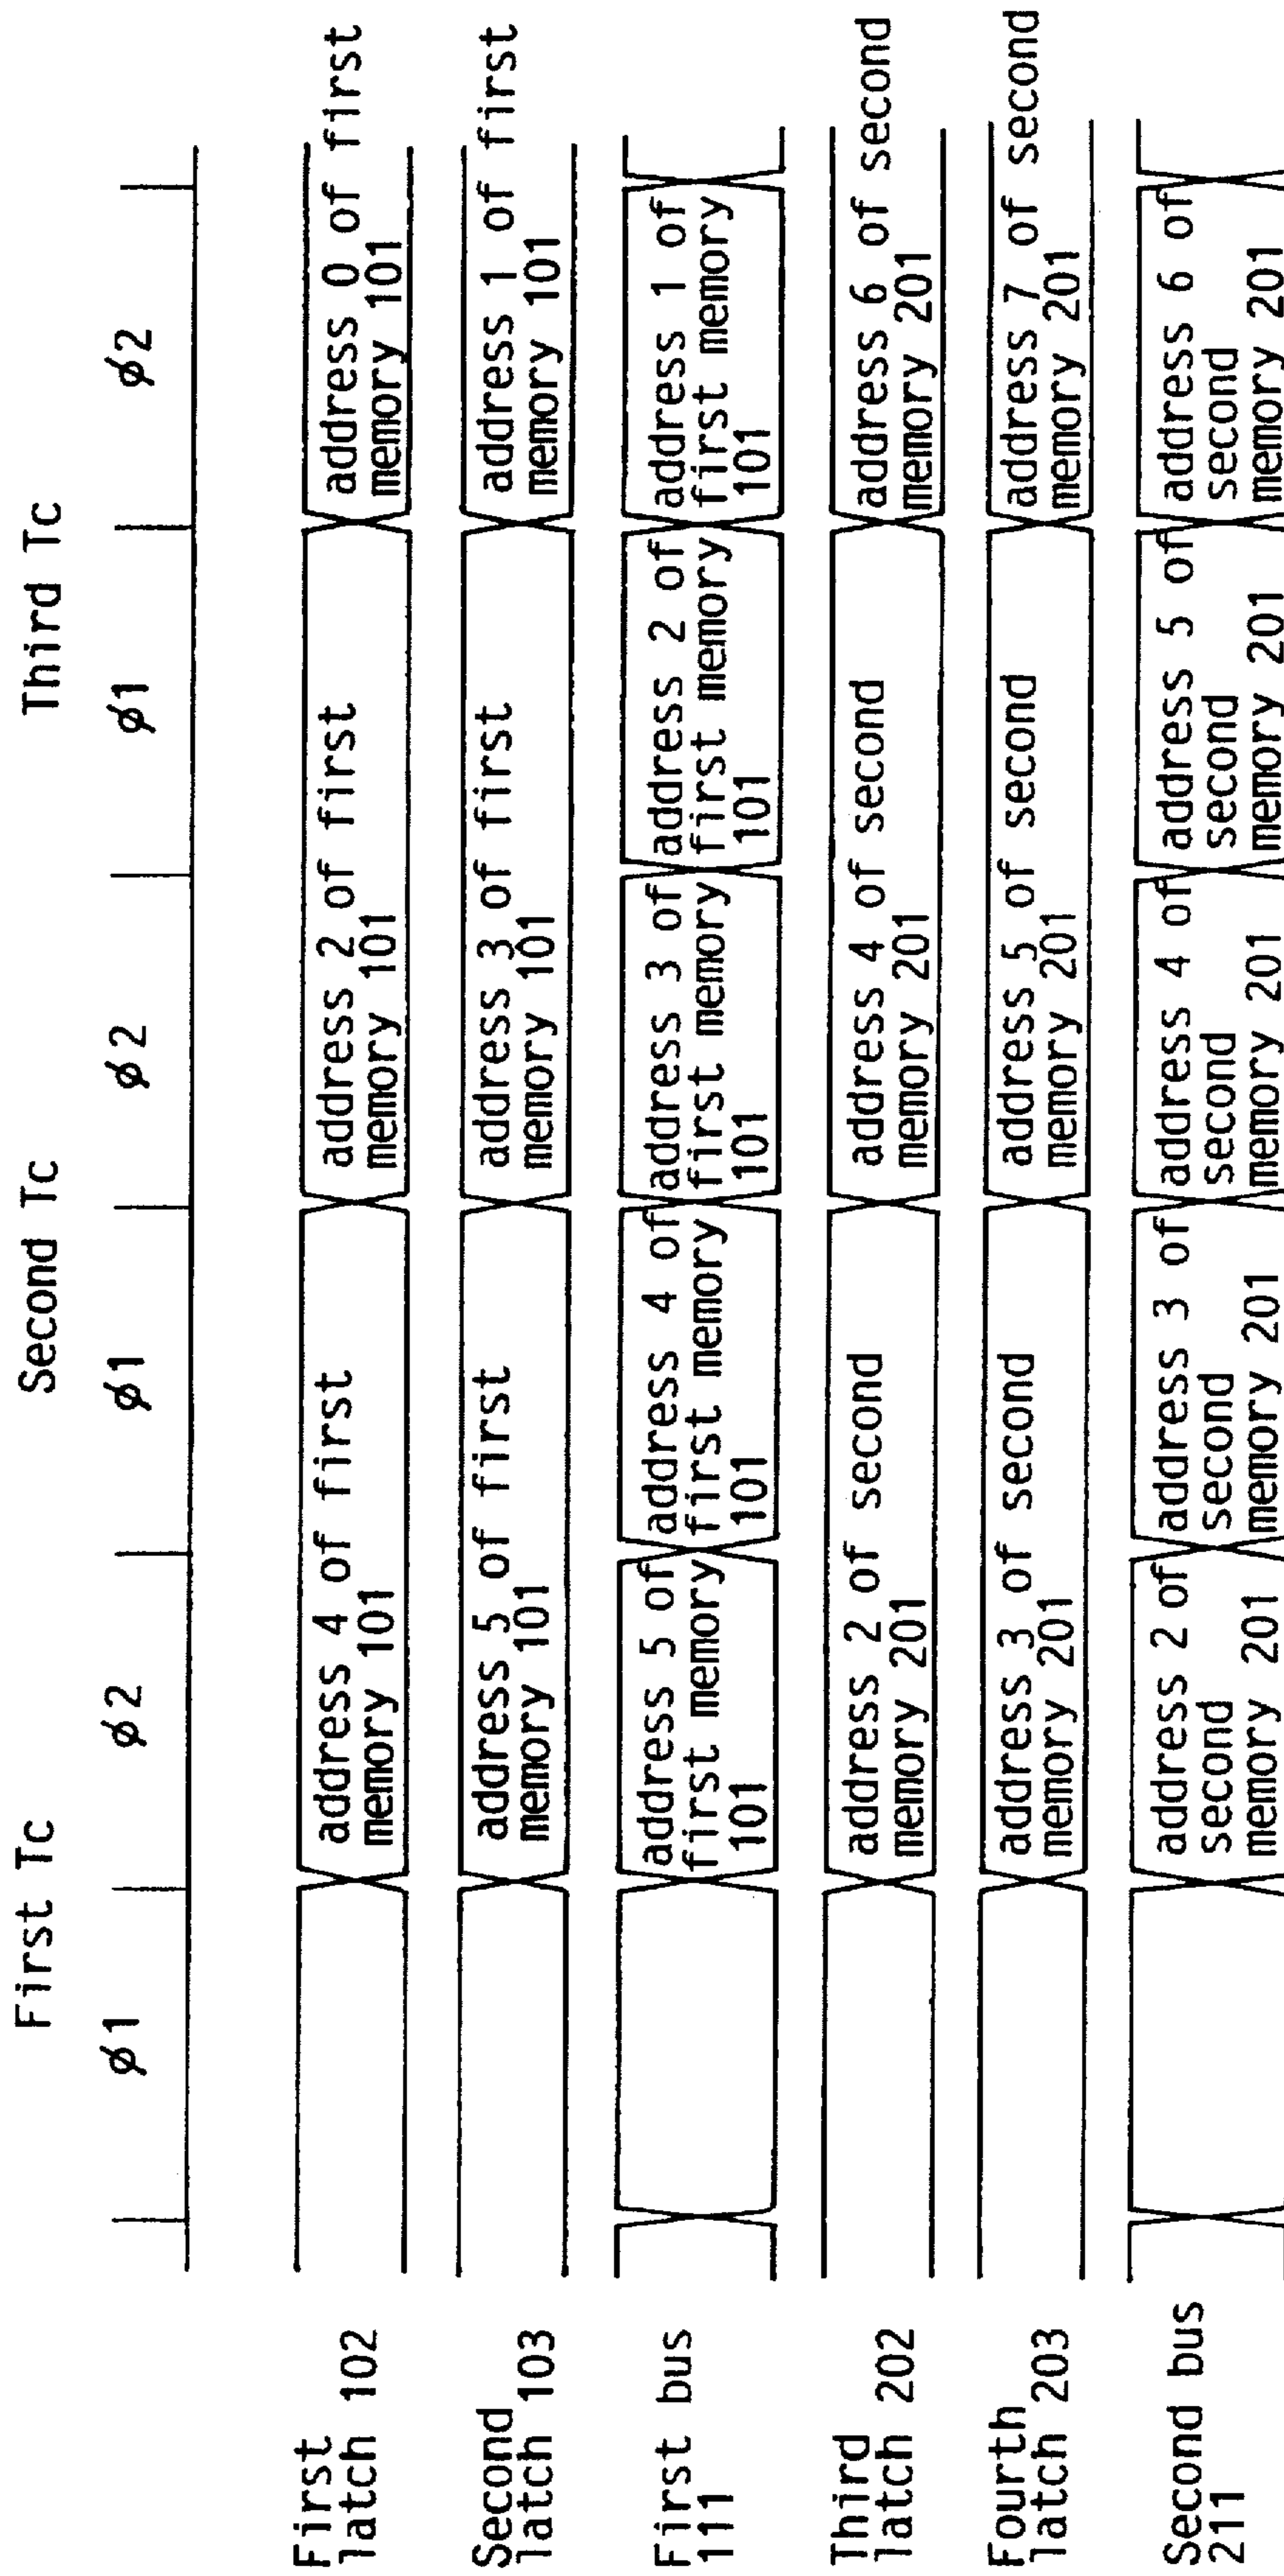 First Tc Second Tc Third Tc
ø1 ø2 ø1 ø2 ø1 ø2
First
latch 102
address 4 of first
memory 101
address 2 of first
memory 101
address 0 of first
memory 101
Second
latch 103
address 5 of first
memory 101
address 3 of first
memory 101
address 1 of first
memory 101
First bus
111
address 5 of
first memory
101
address 4 of
first memory
101
address 3 of
first memory
101
address 2 of
first memory
101
address 1 of
first memory
101
Third
latch 202
address 2 of second
memory 201
address 4 of second
memory 201
address 6 of second
memory 201
Fourth
latch 203
address 3 of second
memory 201
address 5 of second
memory 201
address 7 of second
memory 201
Second bus
211
address 2 of
second
memory 201
address 3 of
second
memory 201
address 4 of
second
memory 201
address 5 of
second
memory 201
address 6 of
second
memory 201